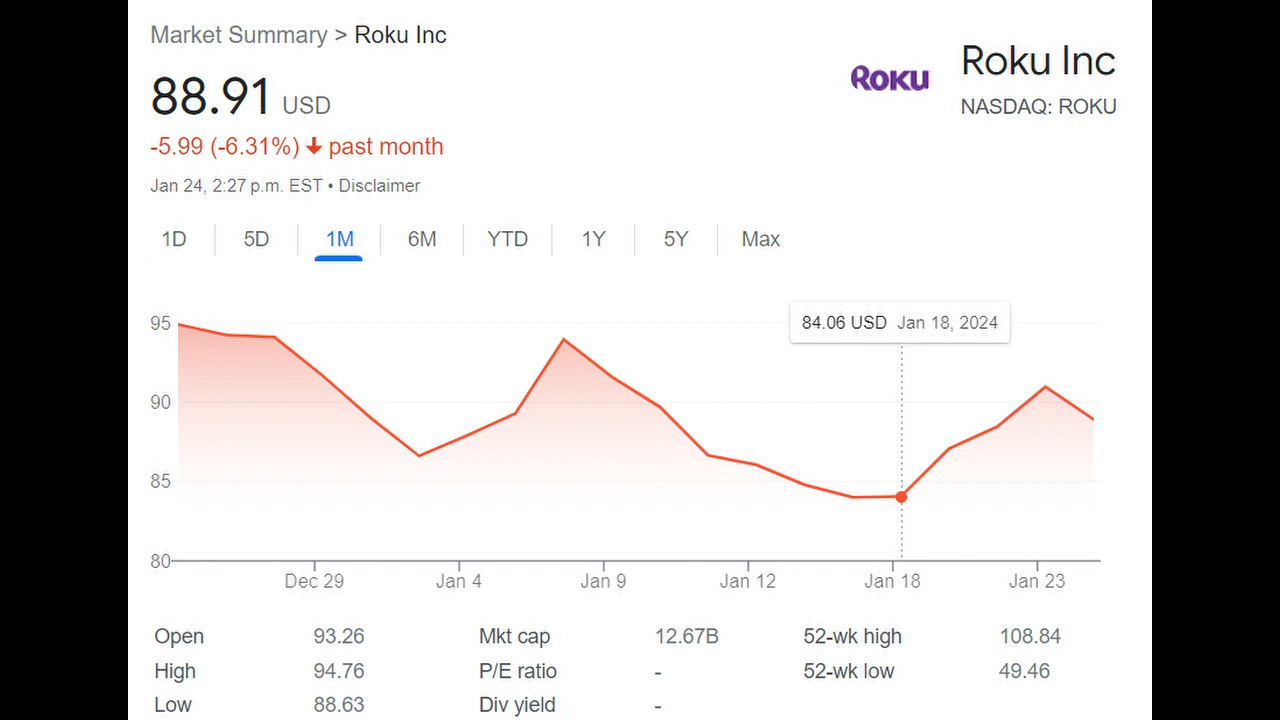 Market Summary > Roku Inc
88.91 USD
-5.99 (-6.31%) ↓ past month
Jan 24, 2:27 p.m. EST • Disclaimer
ROKU
Roku Inc
NASDAQ: ROKU
1D 5D 1M 6M YTD 1Y 5Y Max
84.06 USD Jan 18, 2024
95
90
85
80
Dec 29 Jan 4 Jan 9 Jan 12 Jan 18 Jan 23
Open 93.26 Mkt cap 12.67B 52-wk high 108.84
High 94.76 P/E ratio - 52-wk low 49.46
Low 88.63 Div yield -